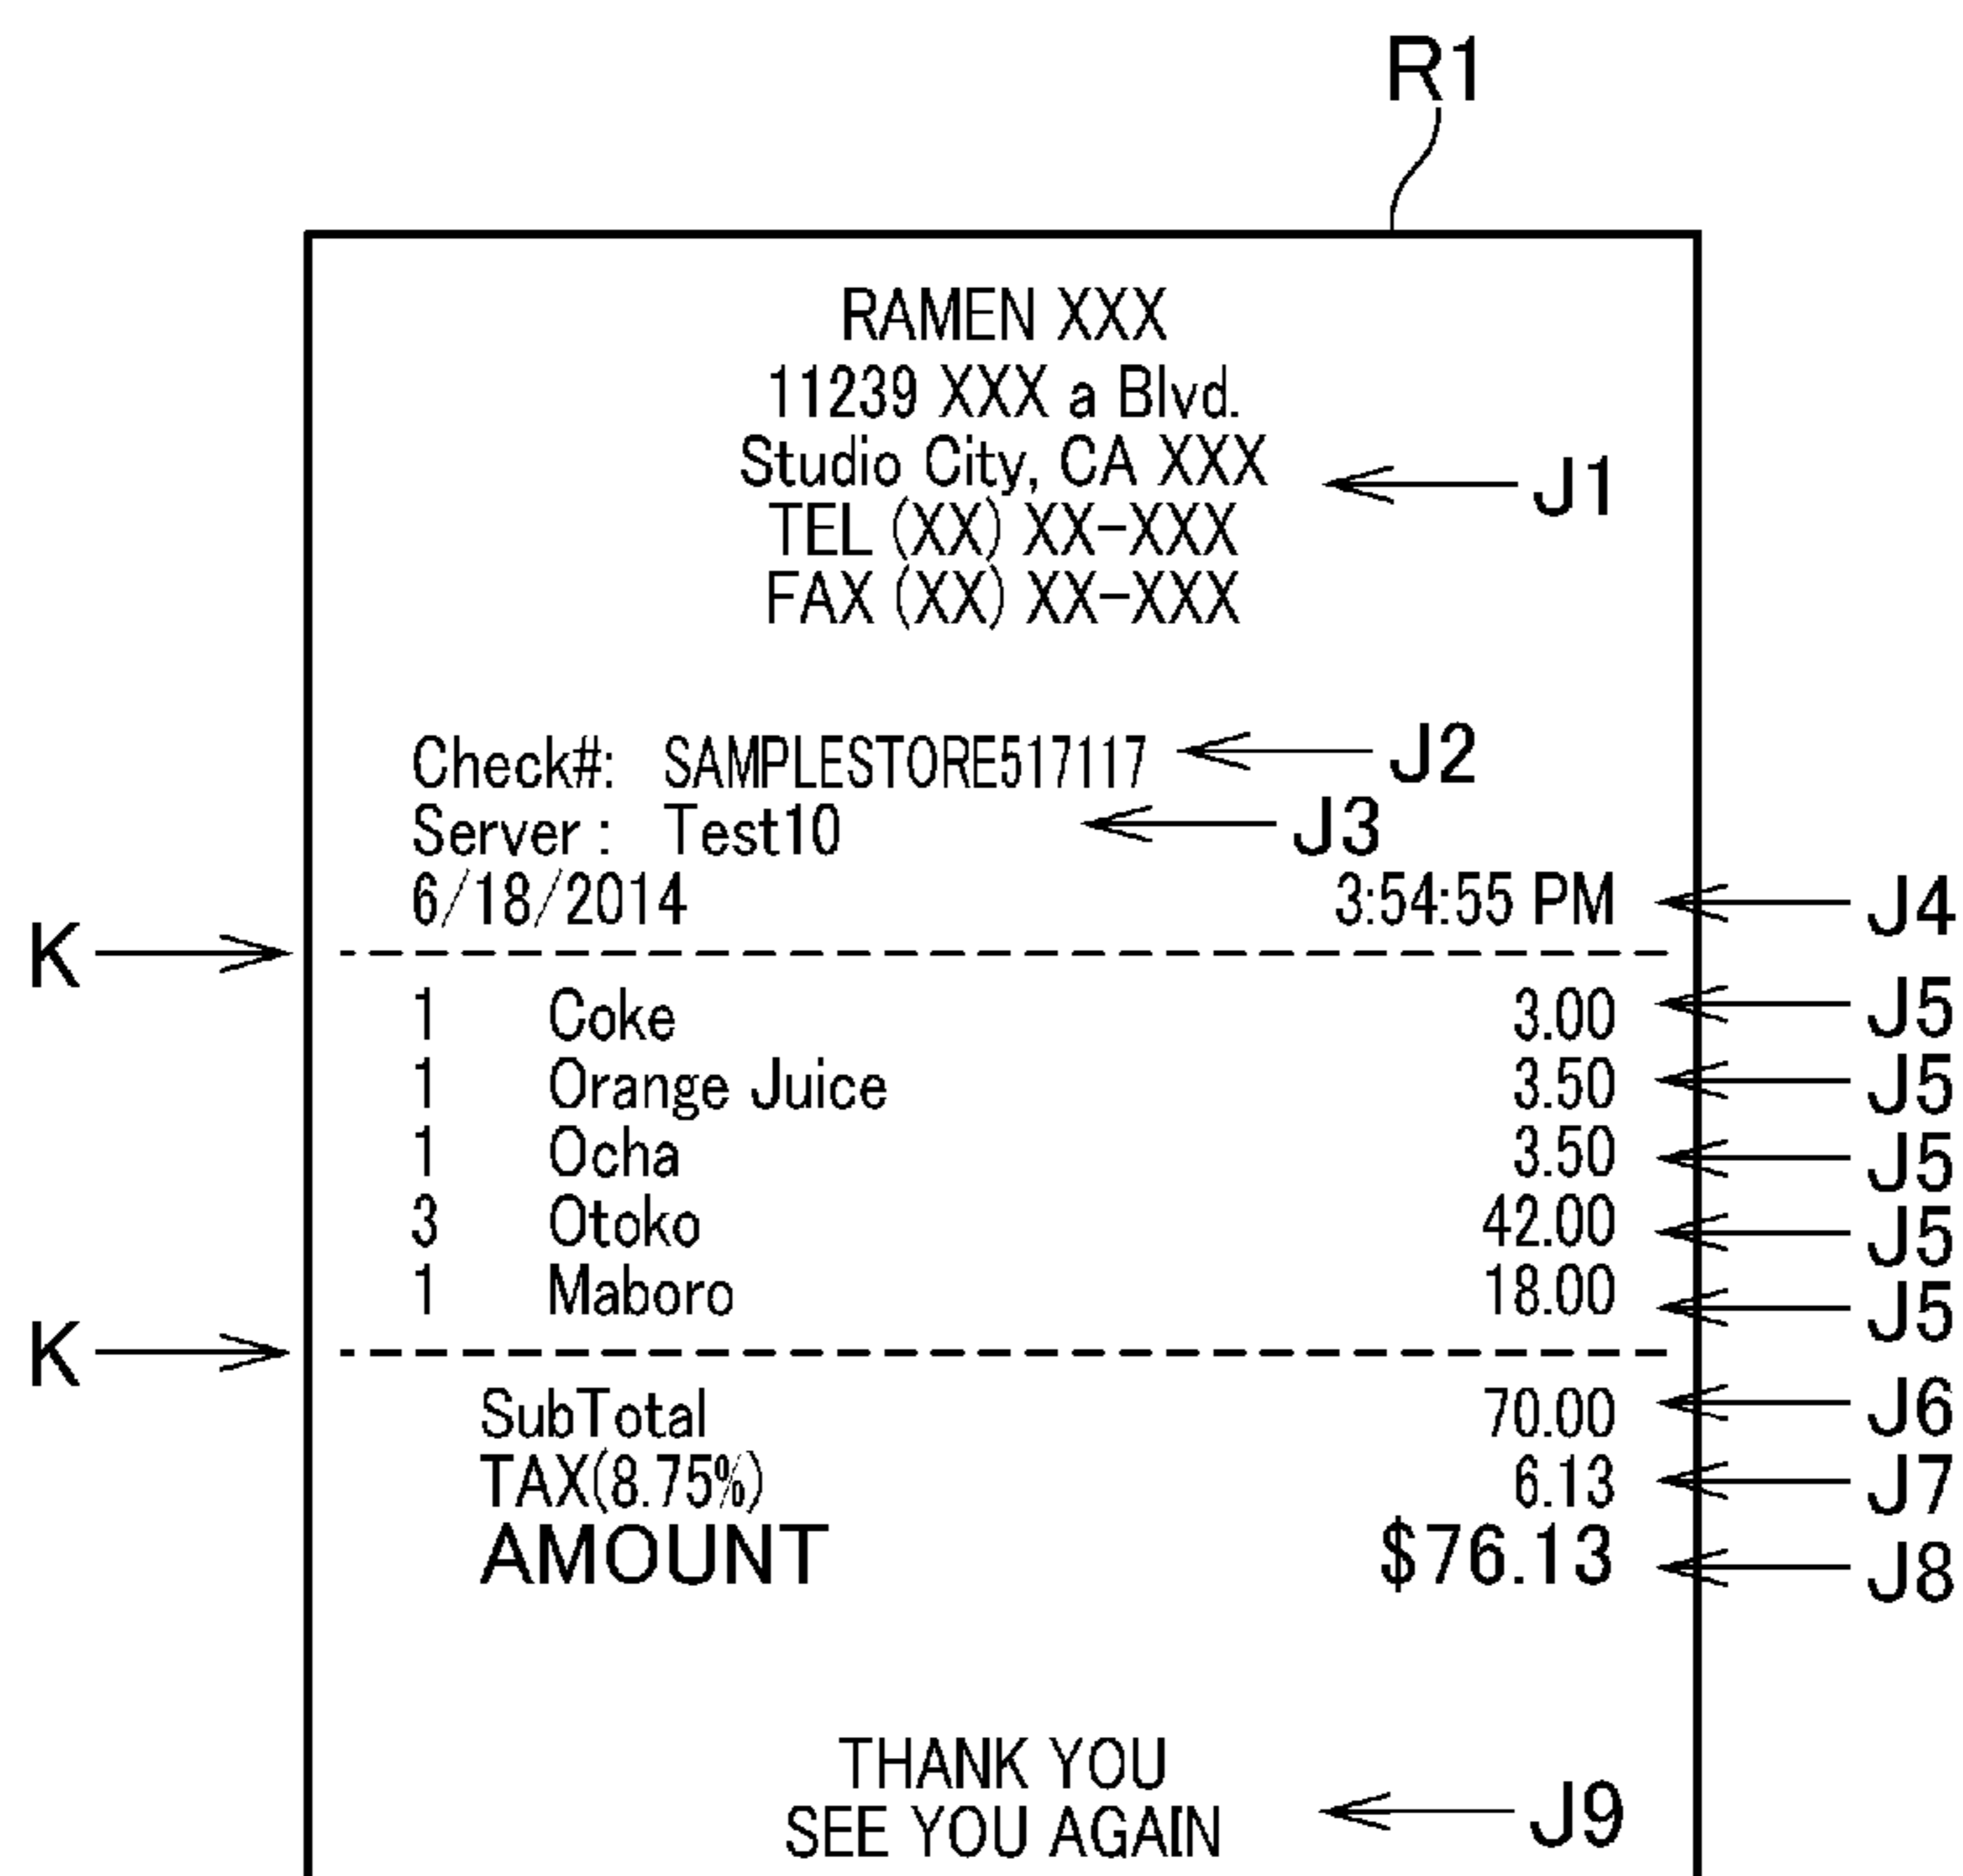 R1
RAMEN XXX
11239 XXX a Blvd.
Studio City, CA XXX
J1
TEL (XX) XX-XXX
FAX (XX) XX-XXX
Check#: SAMPLESTORE517117
J2
Server : Test10
J3
6/18/2014 3:54:55 PM
J4
K
1 Coke 3.00
J5
1 Orange Juice 3.50
J5
1 Ocha 3.50
J5
3 Otoko 42.00
J5
1 Maboro 18.00
J5
K
SubTotal 70.00
J6
TAX(8.75%) 6.13
J7
AMOUNT $76.13
J8
THANK YOU
SEE YOU AGAIN
J9